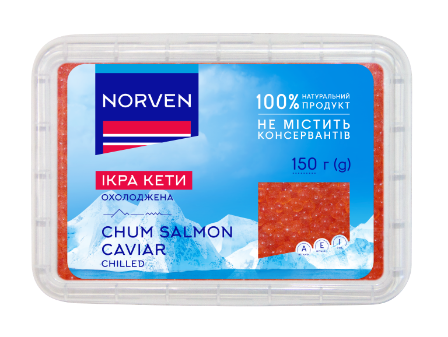 NORVEN
100% НАТУРАЛЬНИЙ
ПРОДУКТ
НЕ МІСТИТЬ
КОНСЕРВАНТІВ
150 г (g)
ІКРА КЕТИ
ОХОЛОДЖЕНА
CHUM SALMON
CAVIAR
CHILLED
A E J